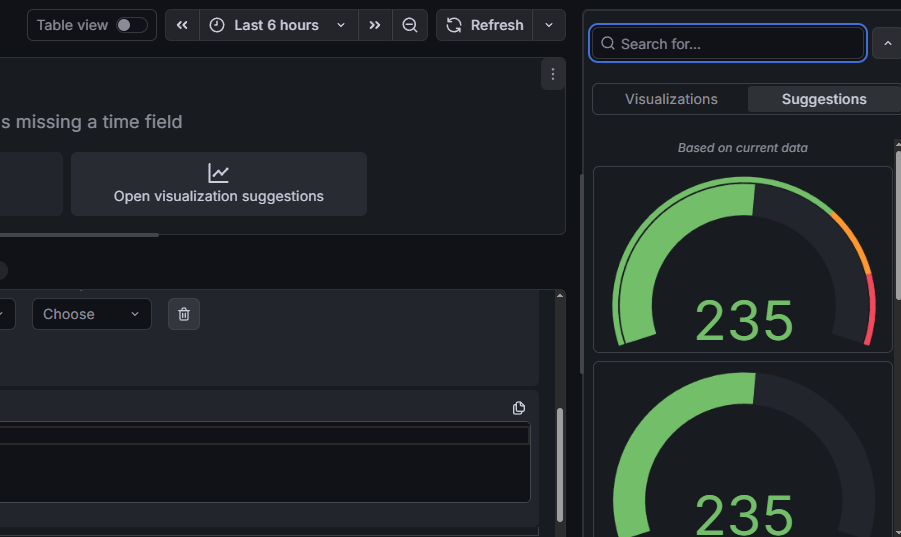 Table view
Last 6 hours
Refresh
Search for...
Visualizations
Suggestions
s missing a time field
Based on current data
Open visualization suggestions
235
Choose
235